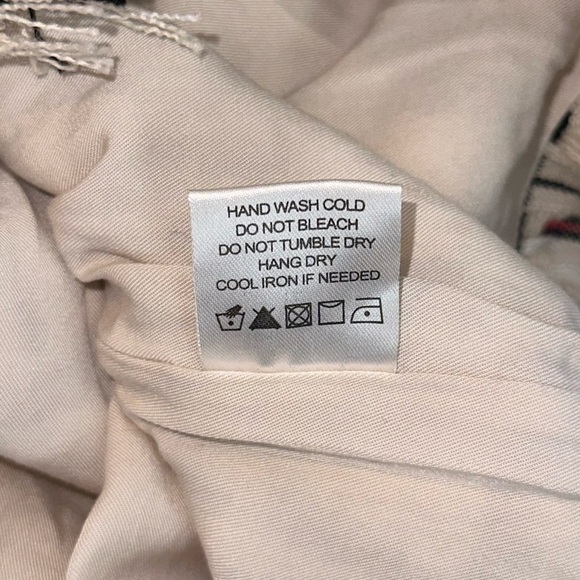 HAND WASH COLD
DO NOT BLEACH
DO NOT TUMBLE DRY
HANG DRY
COOL IRON IF NEEDED